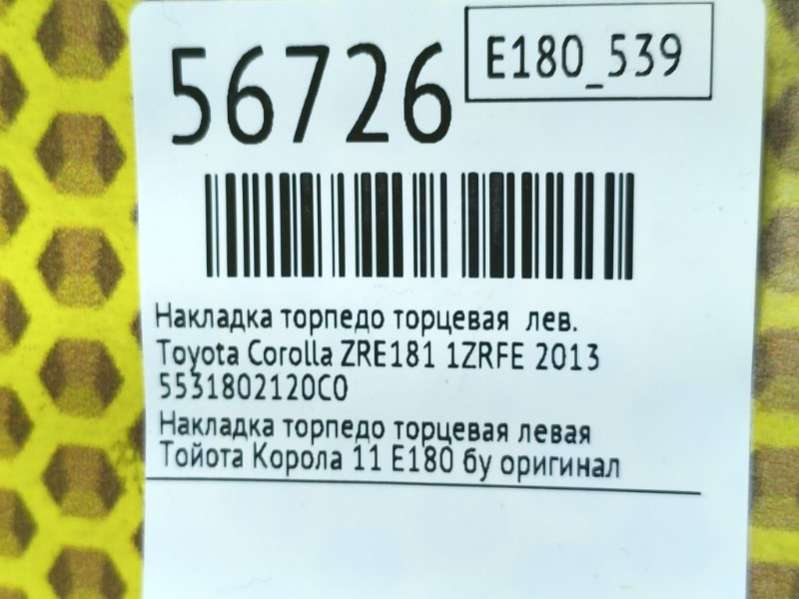 56726
E180_539
Накладка торпедо торцевая лев.
Toyota Corolla ZRE181 1ZRFE 2013
5531802120C0
Накладка торпедо торцевая левая
Тойота Корола 11 E180 бу оригинал